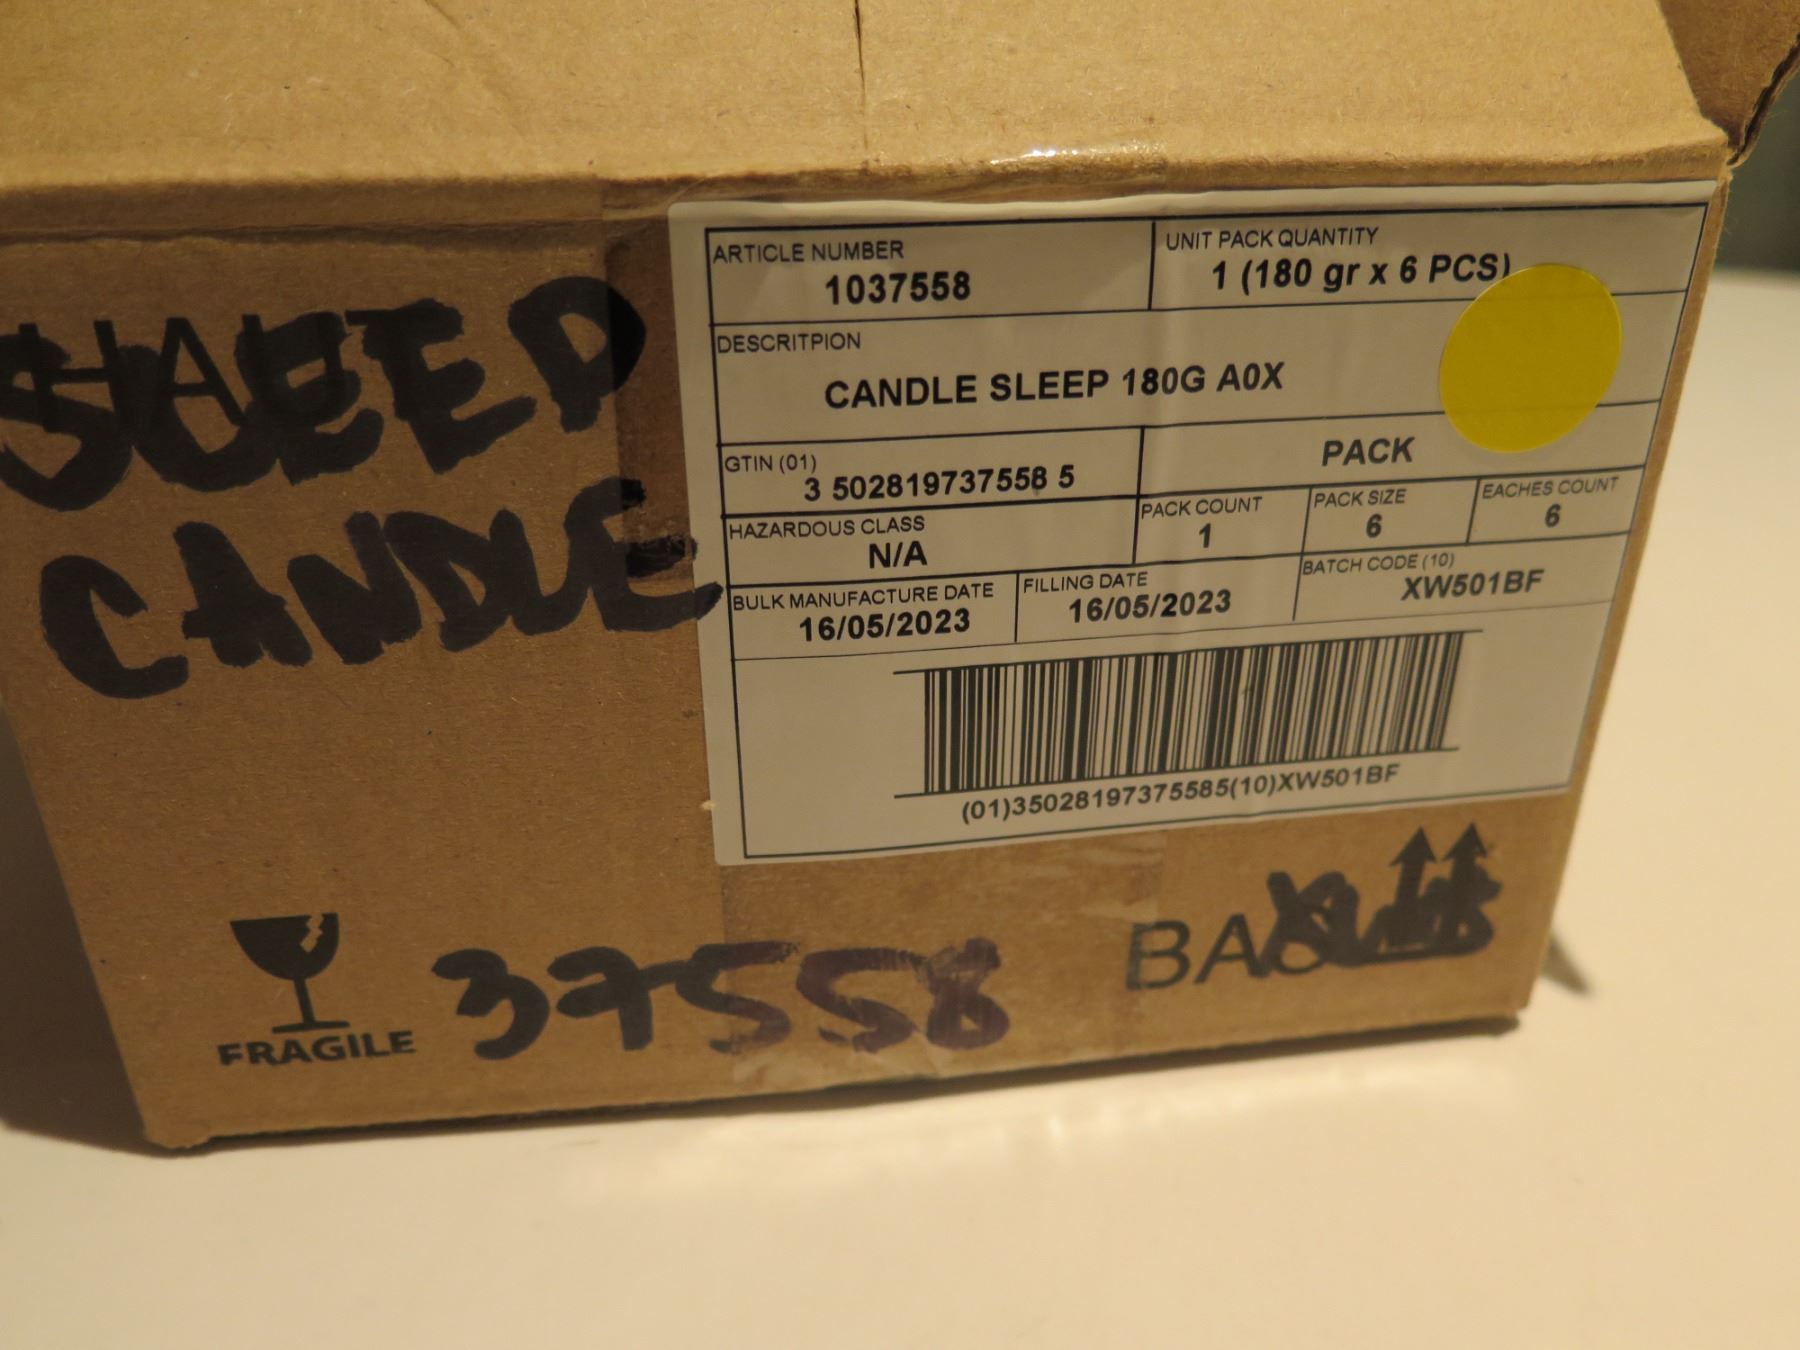 ARTICLE NUMBER
1037558
UNIT PACK QUANTITY
1 (180 gr x 6 PCS)
DESCRITPION
CANDLE SLEEP 180G A0X
GTIN (01)
3 502819737558 5
PACK
HAZARDOUS CLASS
N/A
PACK COUNT
1
PACK SIZE
6
EACHES COUNT
6
BULK MANUFACTURE DATE
16/05/2023
FILLING DATE
16/05/2023
BATCH CODE (10)
XW501BF
(01)35028197375585(10)XW501BF
SLEEP
CANDLE
HAUT
FRAGILE
37558
BAS